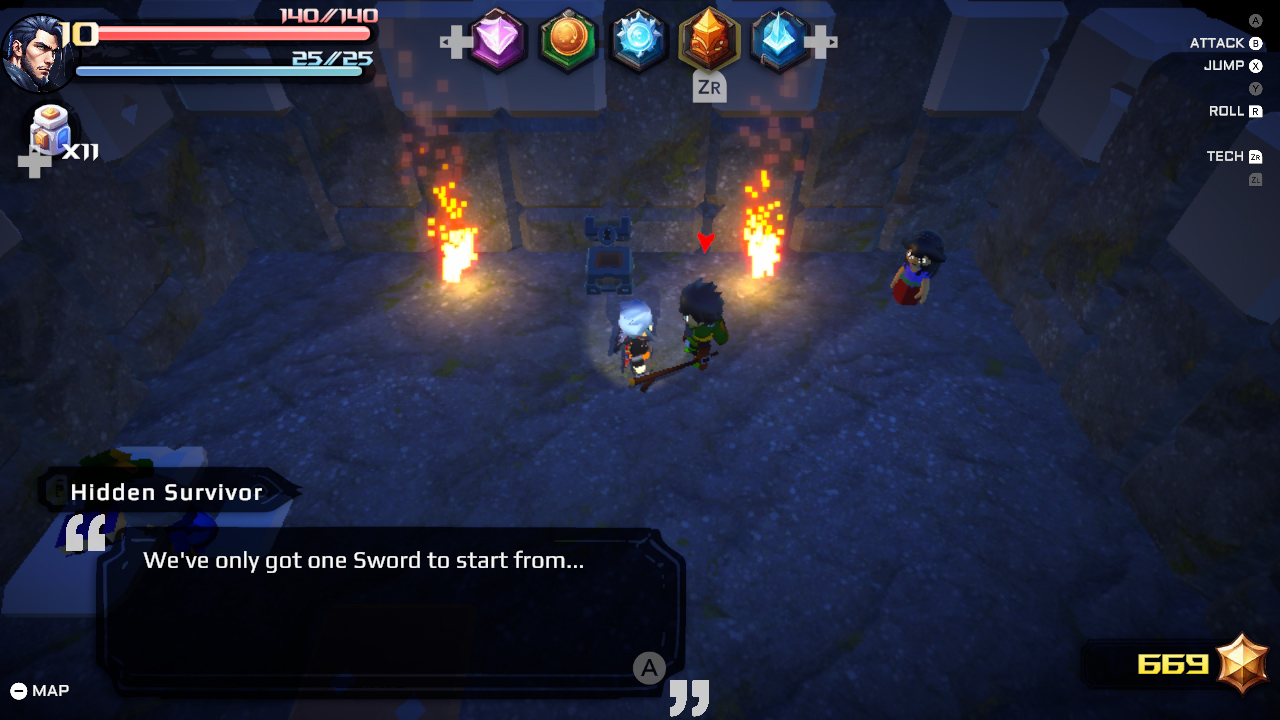 10
140/140
25//25
X11
ZR
A
ATTACK B
JUMP X
Y
ROLL R
TECH ZR
ZL
Hidden Survivor
We've only got one Sword to start from...
A
669
MAP